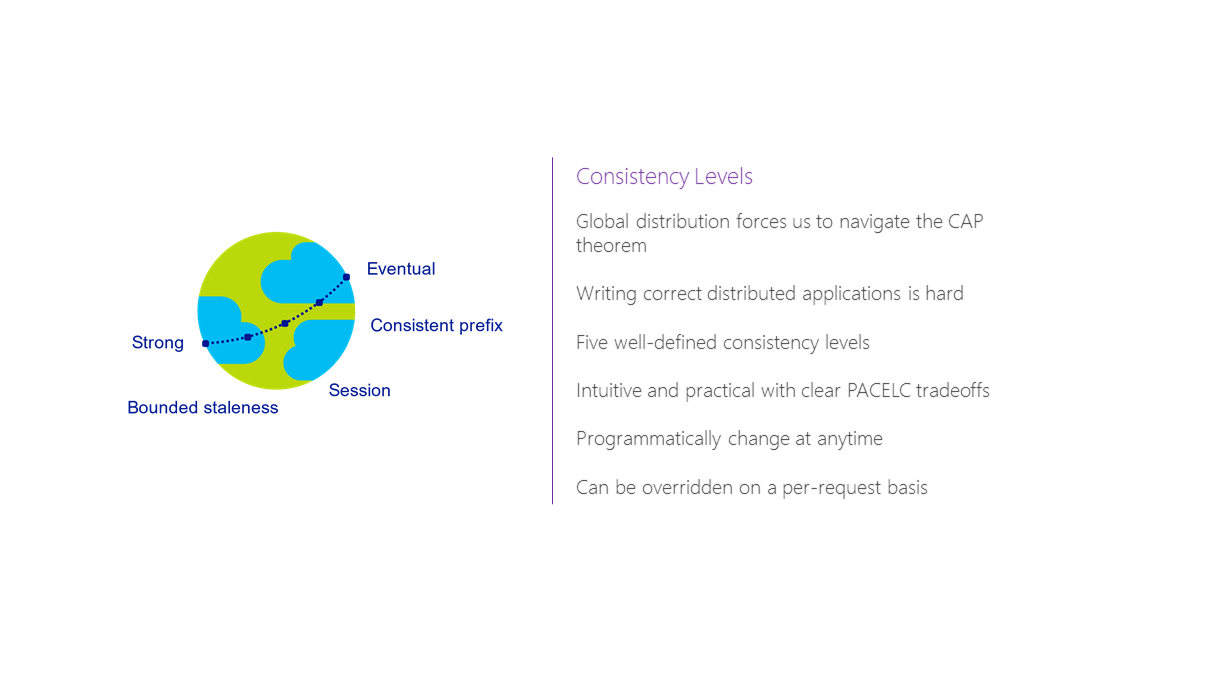 Eventual
Consistent prefix
Strong
Session
Bounded staleness
Consistency Levels
Global distribution forces us to navigate the CAP
theorem
Writing correct distributed applications is hard
Five well-defined consistency levels
Intuitive and practical with clear PACELC tradeoffs
Programmatically change at anytime
Can be overridden on a per-request basis